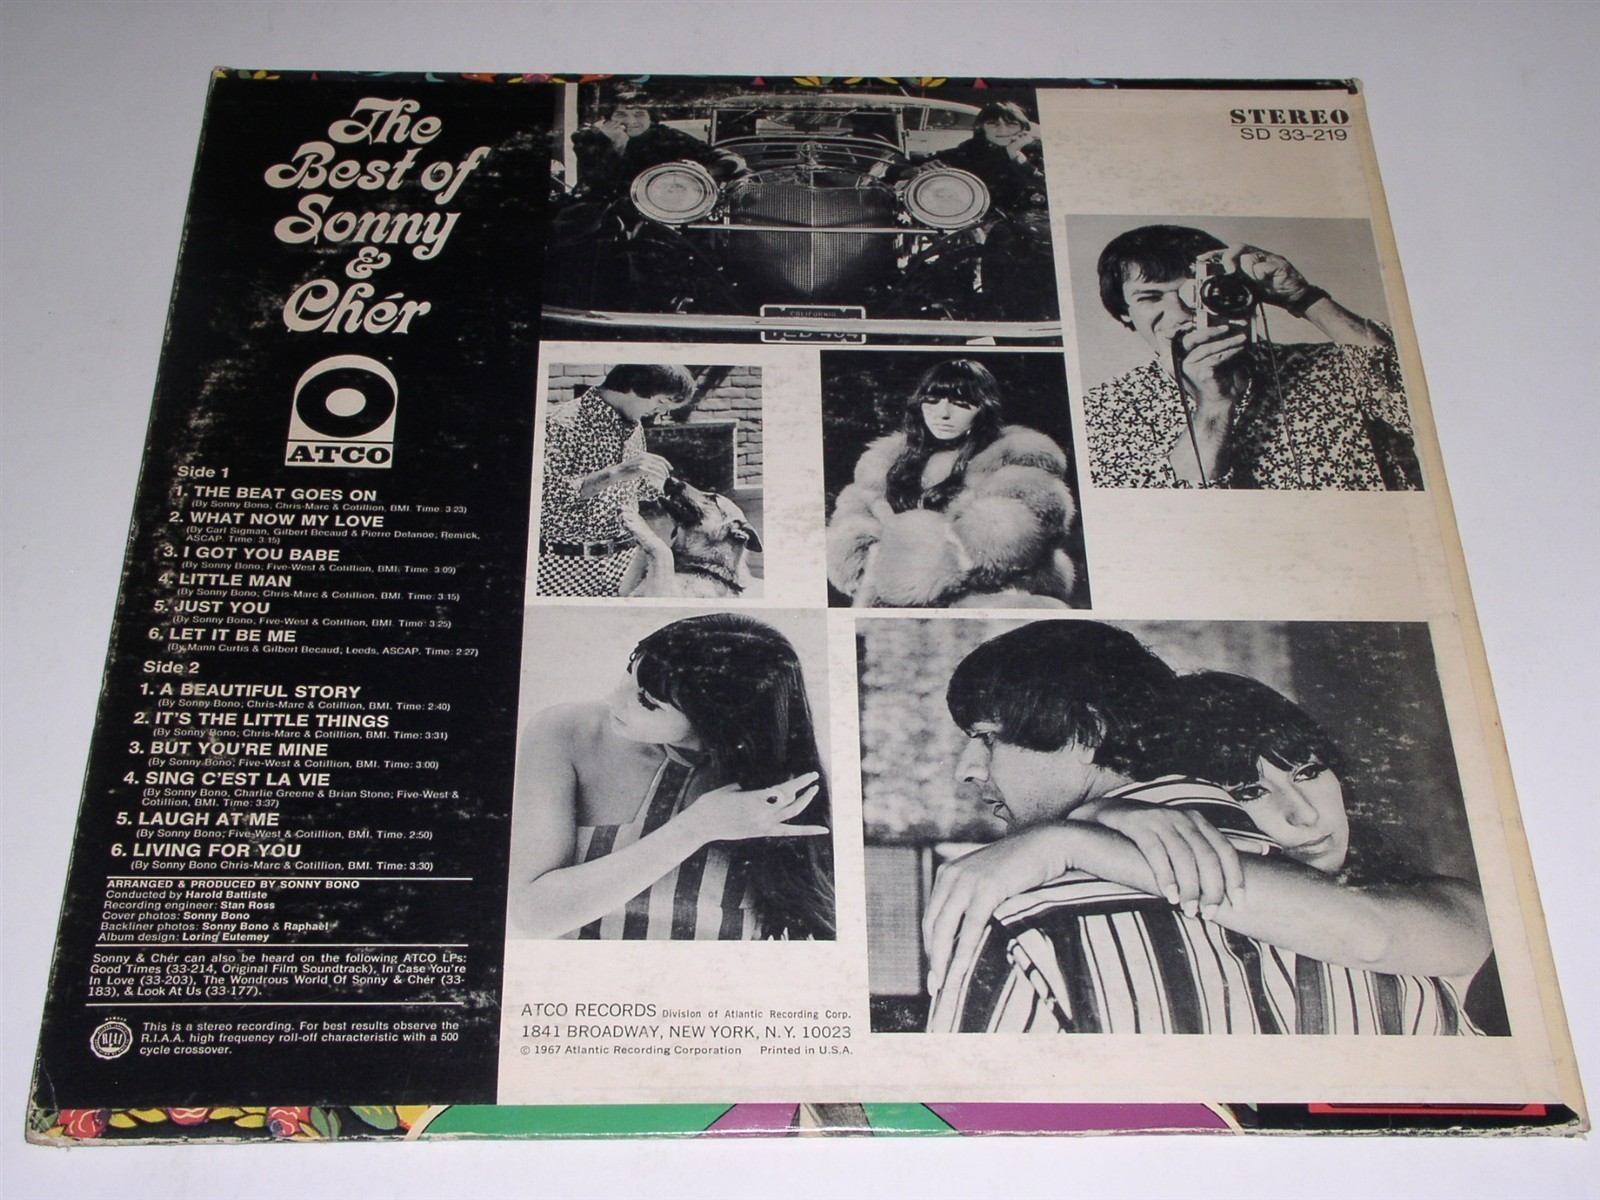 The
Best of
Sonny
&
Chér
ATCO
Side 1
1. THE BEAT GOES ON
(By Sonny Bono, Chris-Marc & Cotillion, BMI. Time: 3:23)
2. WHAT NOW MY LOVE
(By Carl Sigman, Gilbert Becaud & Pierre Delanoe; Remick,
ASCAP. Time: 3:15)
3. I GOT YOU BABE
(By Sonny Bono; Five-West & Cotillion, BMI. Time: 3:09)
4. LITTLE MAN
(By Sonny Bono; Chris-Marc & Cotillion, BMI. Time: 3:15)
5. JUST YOU
(By Sonny Bono; Five-West & Cotillion, BMI. Time: 3:25)
6. LET IT BE ME
(By Mann Curtis & Gilbert Becaud; Leeds, ASCAP. Time: 2:27)
Side 2
1. A BEAUTIFUL STORY
(By Sonny Bono; Chris-Marc & Cotillion, BMI. Time: 2:40)
2. IT'S THE LITTLE THINGS
(By Sonny Bono; Chris-Marc & Cotillion, BMI. Time: 3:31)
3. BUT YOU'RE MINE
(By Sonny Bono; Five-West & Cotillion, BMI. Time: 3:00)
4. SING C'EST LA VIE
(By Sonny Bono, Charlie Greene & Brian Stone; Five-West &
Cotillion, BMI. Time: 3:37)
5. LAUGH AT ME
(By Sonny Bono; Five-West & Cotillion, BMI. Time: 2:50)
6. LIVING FOR YOU
(By Sonny Bono Chris-Marc & Cotillion, BMI. Time: 3:30)
ARRANGED & PRODUCED BY SONNY BONO
Conducted by Harold Battiste
Recording engineer: Stan Ross
Cover photos: Sonny Bono
Backliner photos: Sonny Bono & Raphael
Album design: Loring Eutemey
Sonny & Chér can also be heard on the following ATCO LPs:
Good Times (33-214, Original Film Soundtrack), In Case You're
In Love (33-203), The Wondrous World Of Sonny & Chér (33-
183), & Look At Us (33-177).
RIAA
This is a stereo recording. For best results observe the
R.I.A.A. high frequency roll-off characteristic with a 500
cycle crossover.
CALIFORNIA
STEREO
SD 33-219
ATCO RECORDS Division of Atlantic Recording Corp.
1841 BROADWAY, NEW YORK, N.Y. 10023
© 1967 Atlantic Recording Corporation Printed in U.S.A.